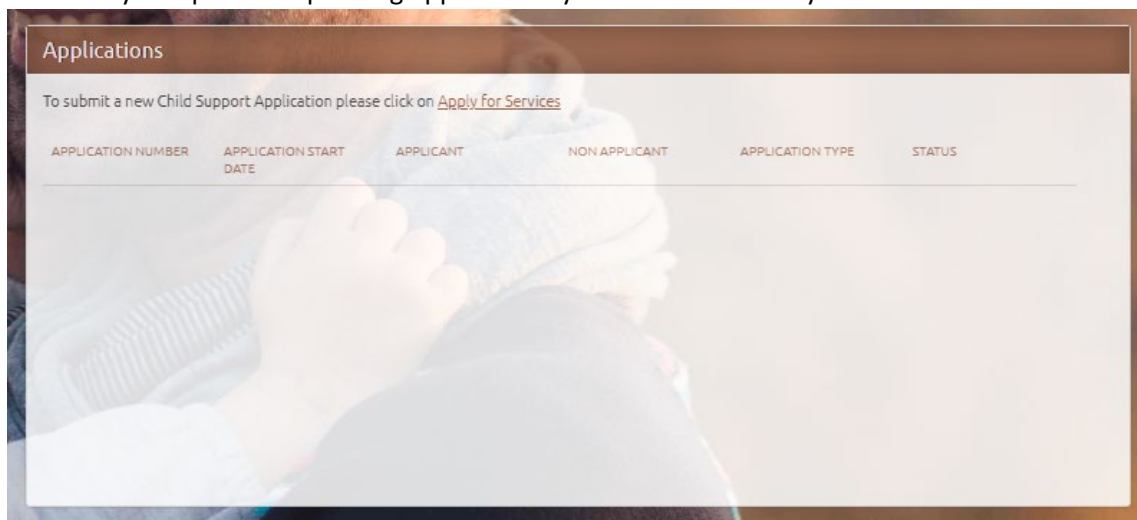 Applications
To submit a new Child Support Application please click on Apply for Services
APPLICATION NUMBER APPLICATION START DATE APPLICANT NON APPLICANT APPLICATION TYPE STATUS